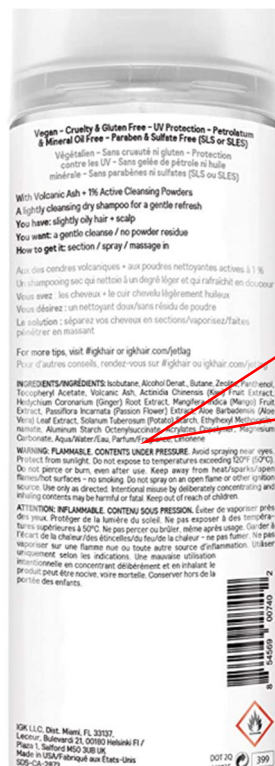 Vegan - Cruelty & Gluten Free - UV Protection - Petrolatum
& Mineral Oil Free - Paraben & Sulfate Free (SLS or SLES)
Végétalien - Sans cruauté ni gluten - Protection
contre les UV - Sans gelée de pétrole ni huile
minérale - Sans parabènes ni sulfates (SLS ou SLES)
With Volcanic Ash + 1% Active Cleansing Powders
A lightly cleansing dry shampoo for a gentle refresh
You have: slightly oily hair + scalp
You want: a gentle cleanse / no powder residue
How to get it: section / spray / massage in
Aux des cendres volcaniques + aux poudres nettoyantes actives à 1 %
Un shampooing sec qui nettoie à un degré léger et qui rafraichit en douceur
Vous avez : les cheveux + le cuir chevelu légèrement huileux
Vous désirez : un nettoyant doux/sans résidu de poudre
La solution : séparez vos cheveux en sections/vaporisez/faites
pénétrer en massant
For more tips, visit #igkhair or igkhair.com/jetlag
Pour d'autres conseils, rendez-vous sur #igkhair ou igkhair.com/jetlag
INGREDIENTS/INGRÉDIENTS: Isobutane, Alcohol Denat., Butane, Zeolite, Panthenol,
Tocopheryl Acetate, Volcanic Ash, Actinidia Chinensis (Kiwi) Fruit Extract,
Hedychium Coronarium (Ginger) Root Extract, Mangifera Indica (Mango) Fruit
Extract, Passiflora Incarnata (Passion Flower) Extract, Aloe Barbadensis (Aloe
Vera) Leaf Extract, Solanum Tuberosum (Potato) Starch, Ethylhexyl Methoxycin-
namate, Aluminum Starch Octenylsuccinate, Acrylates Copolymer, Magnesium
Carbonate, Aqua/Water/Eau, Parfum/Fragrance, Limonene
WARNING: FLAMMABLE. CONTENTS UNDER PRESSURE. Avoid spraying near eyes.
Protect from sunlight. Do not expose to temperatures exceeding 120°F (50°C).
Do not pierce or burn, even after use. Keep away from heat/sparks/open
flames/hot surfaces - no smoking. Do not spray on an open flame or other ignition
source. Use only as directed. Intentional misuse by deliberately concentrating and
inhaling contents may be harmful or fatal. Keep out of reach of children.
ATTENTION: INFLAMMABLE. CONTENU SOUS PRESSION. Éviter de vaporiser près
des yeux. Protéger de la lumière du soleil. Ne pas exposer à des tempéra-
tures supérieures à 50°C. Ne pas percer ou brûler, même après usage. Garder à
l'écart de la chaleur/des étincelles/du feu/de la chaleur - ne pas fumer. Ne pas
vaporiser sur une flamme nue ou toute autre source d'inflammation. Utiliser
uniquement selon les indications. Une mauvaise utilisation
intentionnelle en concentrant délibérément et en inhalant le
produit peut être nocive, voire mortelle. Conserver hors de la
portée des enfants.
8 54569 00740 2
IGK LLC, Dist. Miami, FL 33137,
Leceur, Bulevardi 21, 00180 Helsinki FI /
Plaza 1, Salford M50 3UB UK
Made in USA/Fabriqué aux États-Unis
SDS-CA-2873
DOT 2Q
399